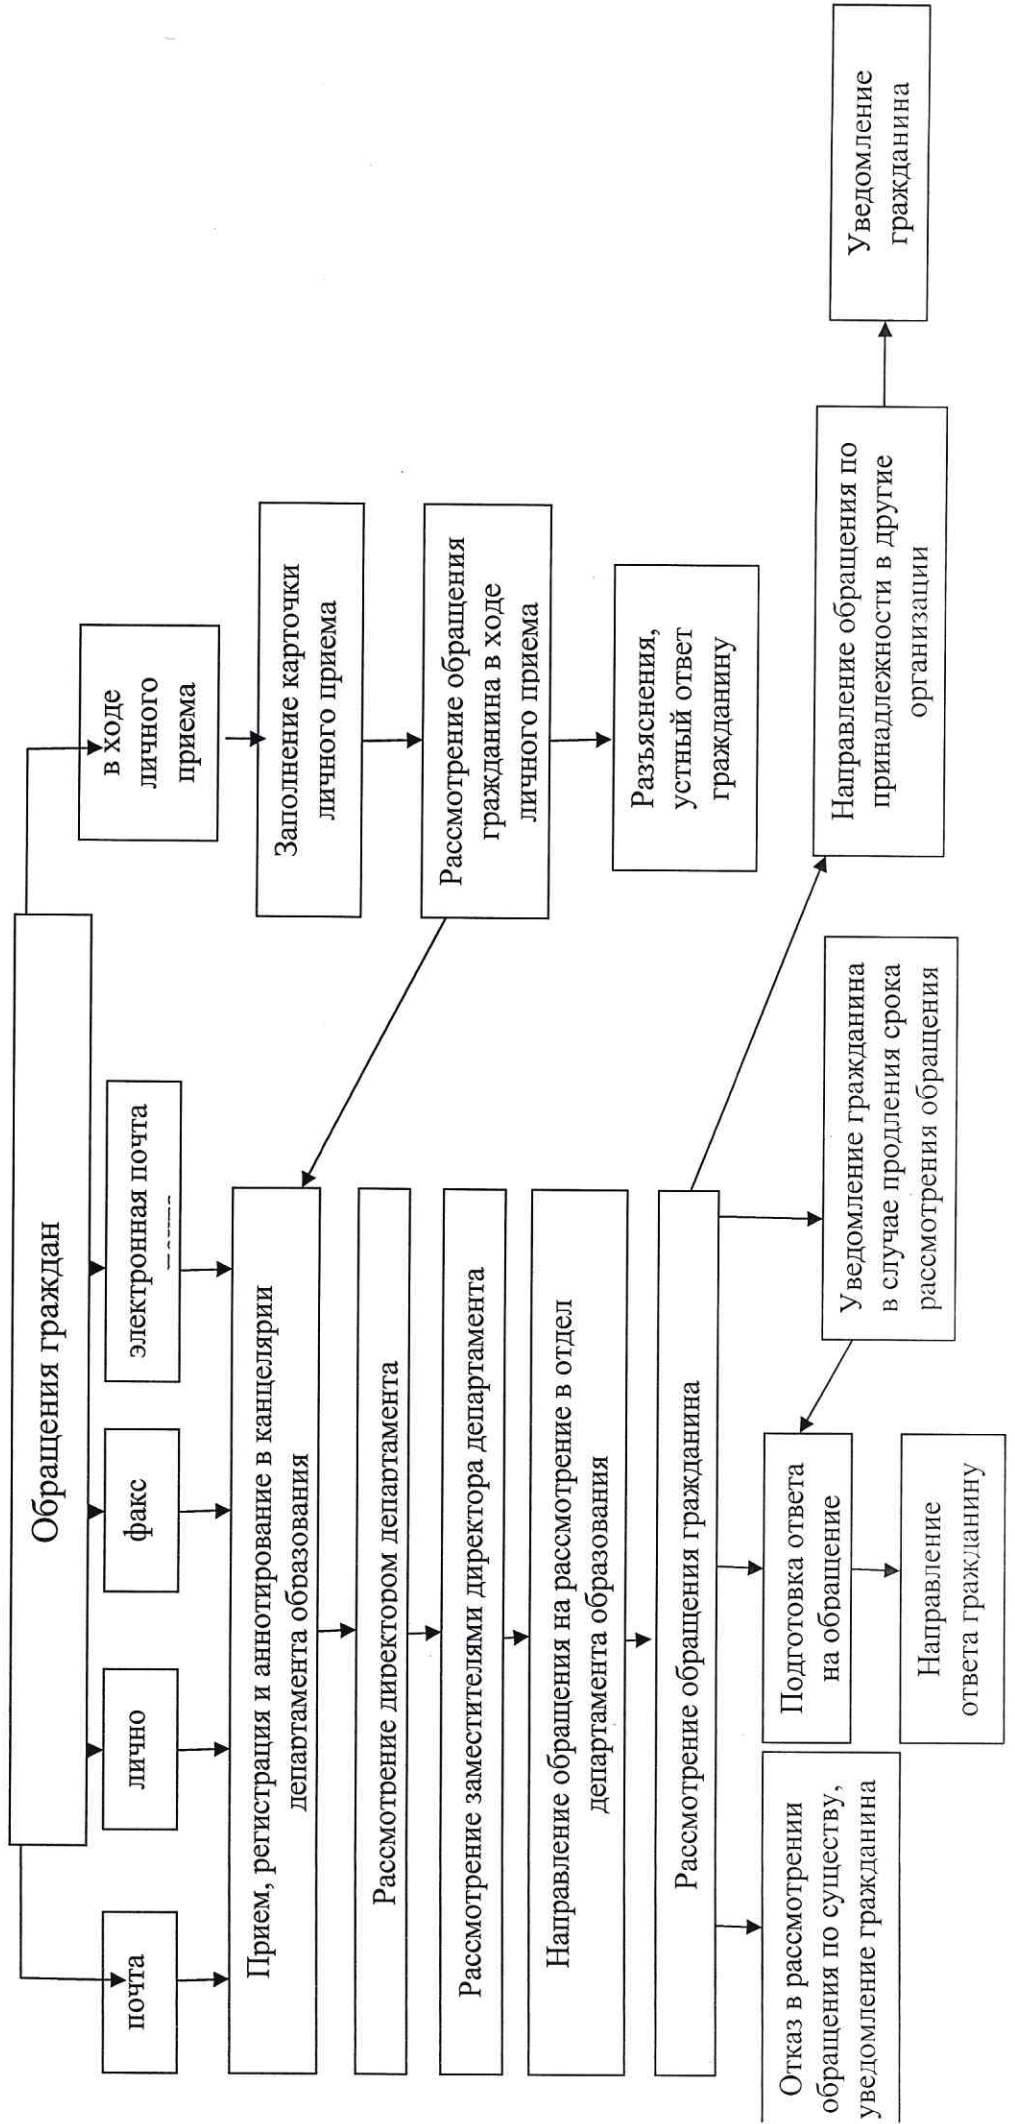 Обращения граждан
почта
лично
факс
электронная почта
в ходе
личного
приема
Прием, регистрация и аннотирование в канцелярии
департамента образования
Заполнение карточки
личного приема
Рассмотрение директором департамента
Рассмотрение обращения
гражданина в ходе
личного приема
Рассмотрение заместителями директора департамента
Направление обращения на рассмотрение в отдел
департамента образования
Разъяснения,
устный ответ
гражданину
Рассмотрение обращения гражданина
Отказ в рассмотрении
обращения по существу,
уведомление гражданина
Подготовка ответа
на обращение
Уведомление гражданина
в случае продления срока
рассмотрения обращения
Направление обращения по
принадлежности в другие
организации
Уведомление
гражданина
Направление
ответа гражданину